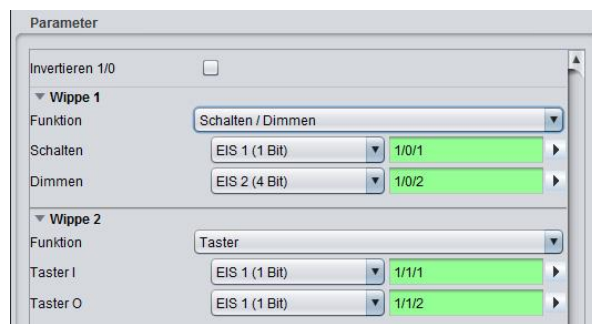 Parameter
Invertieren 1/0
Wippe 1
Funktion Schalten / Dimmen
Schalten EIS 1 (1 Bit) 1/0/1
Dimmen EIS 2 (4 Bit) 1/0/2
Wippe 2
Funktion Taster
Taster I EIS 1 (1 Bit) 1/1/1
Taster O EIS 1 (1 Bit) 1/1/2